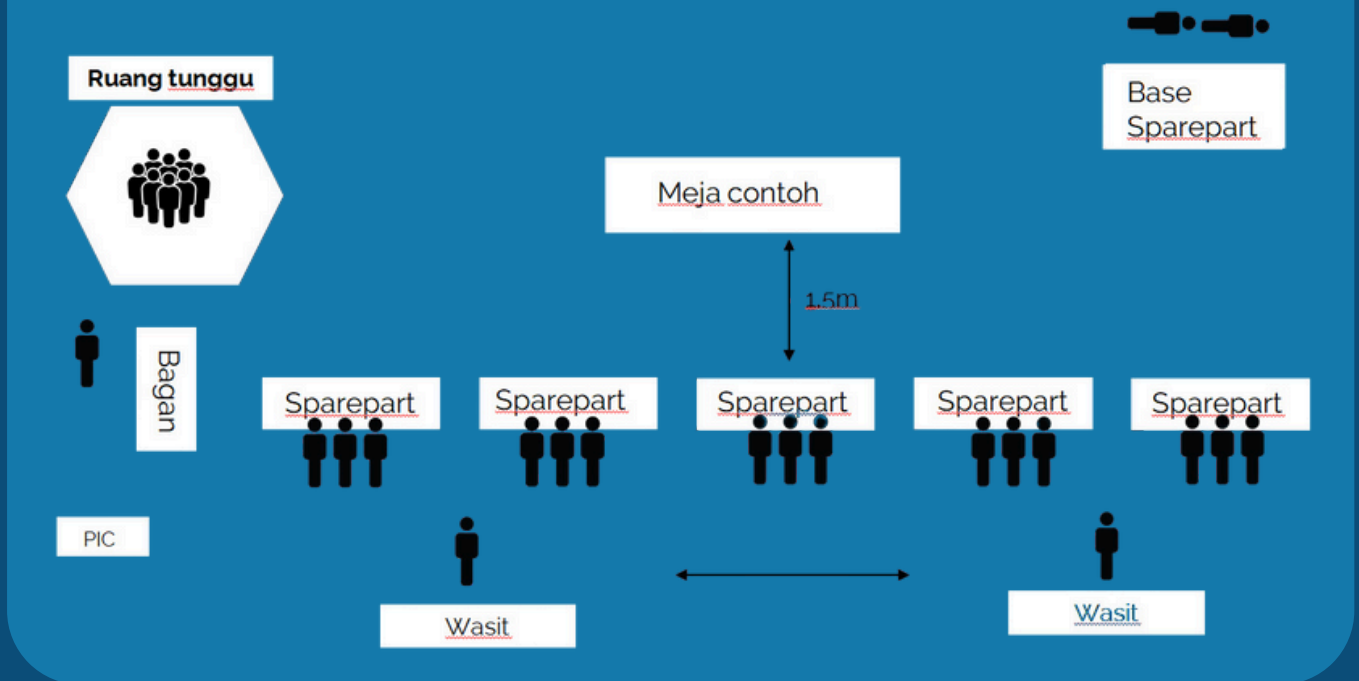 Ruang tunggu
Base
Sparepart
Meja contoh
1,5m
Bagan
Sparepart
Sparepart
Sparepart
Sparepart
Sparepart
PIC
Wasit
Wasit